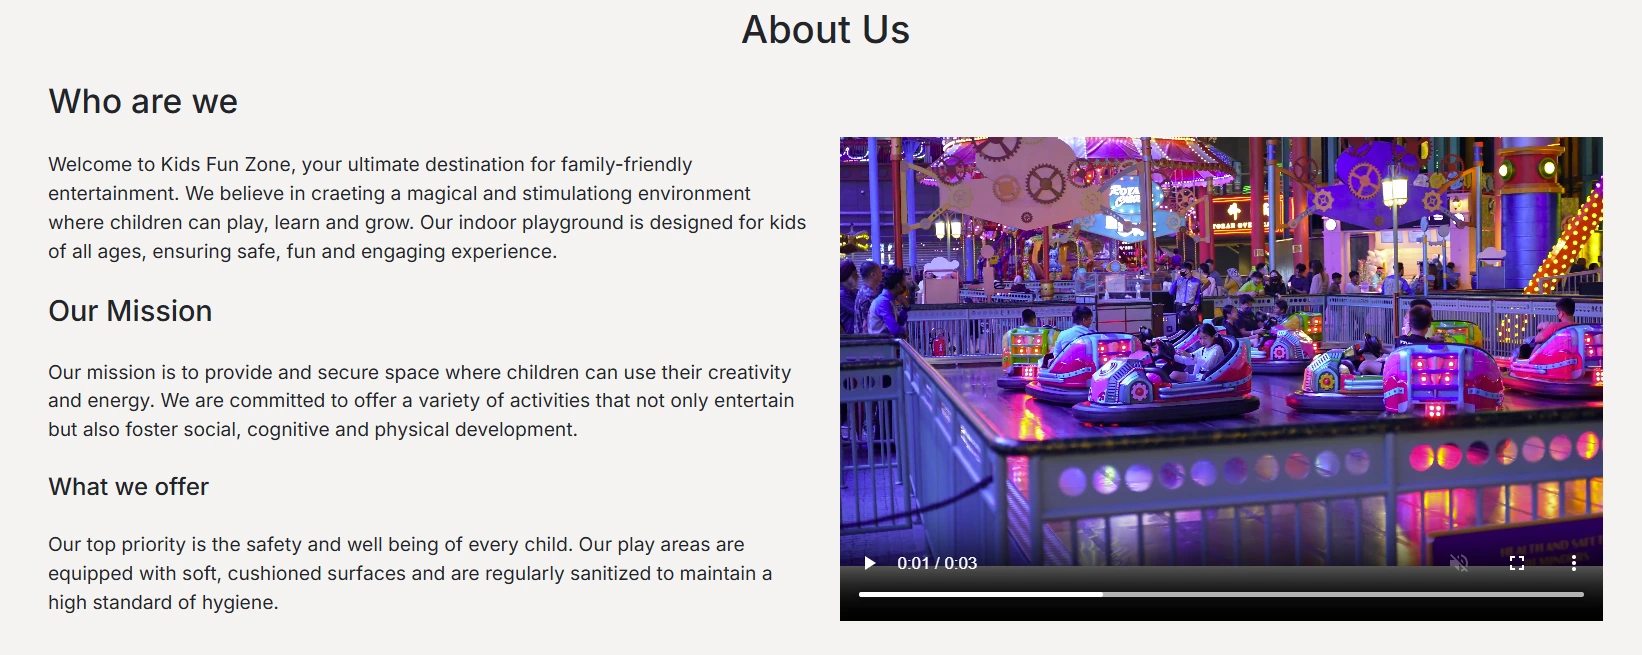 About Us
Who are we
Welcome to Kids Fun Zone, your ultimate destination for family-friendly
entertainment. We believe in craeting a magical and stimulationg environment
where children can play, learn and grow. Our indoor playground is designed for kids
of all ages, ensuring safe, fun and engaging experience.
Our Mission
Our mission is to provide and secure space where children can use their creativity
and energy. We are committed to offer a variety of activities that not only entertain
but also foster social, cognitive and physical development.
What we offer
Our top priority is the safety and well being of every child. Our play areas are
equipped with soft, cushioned surfaces and are regularly sanitized to maintain a
high standard of hygiene.
4
HEALTH AND SAFE
0:01 / 0:03